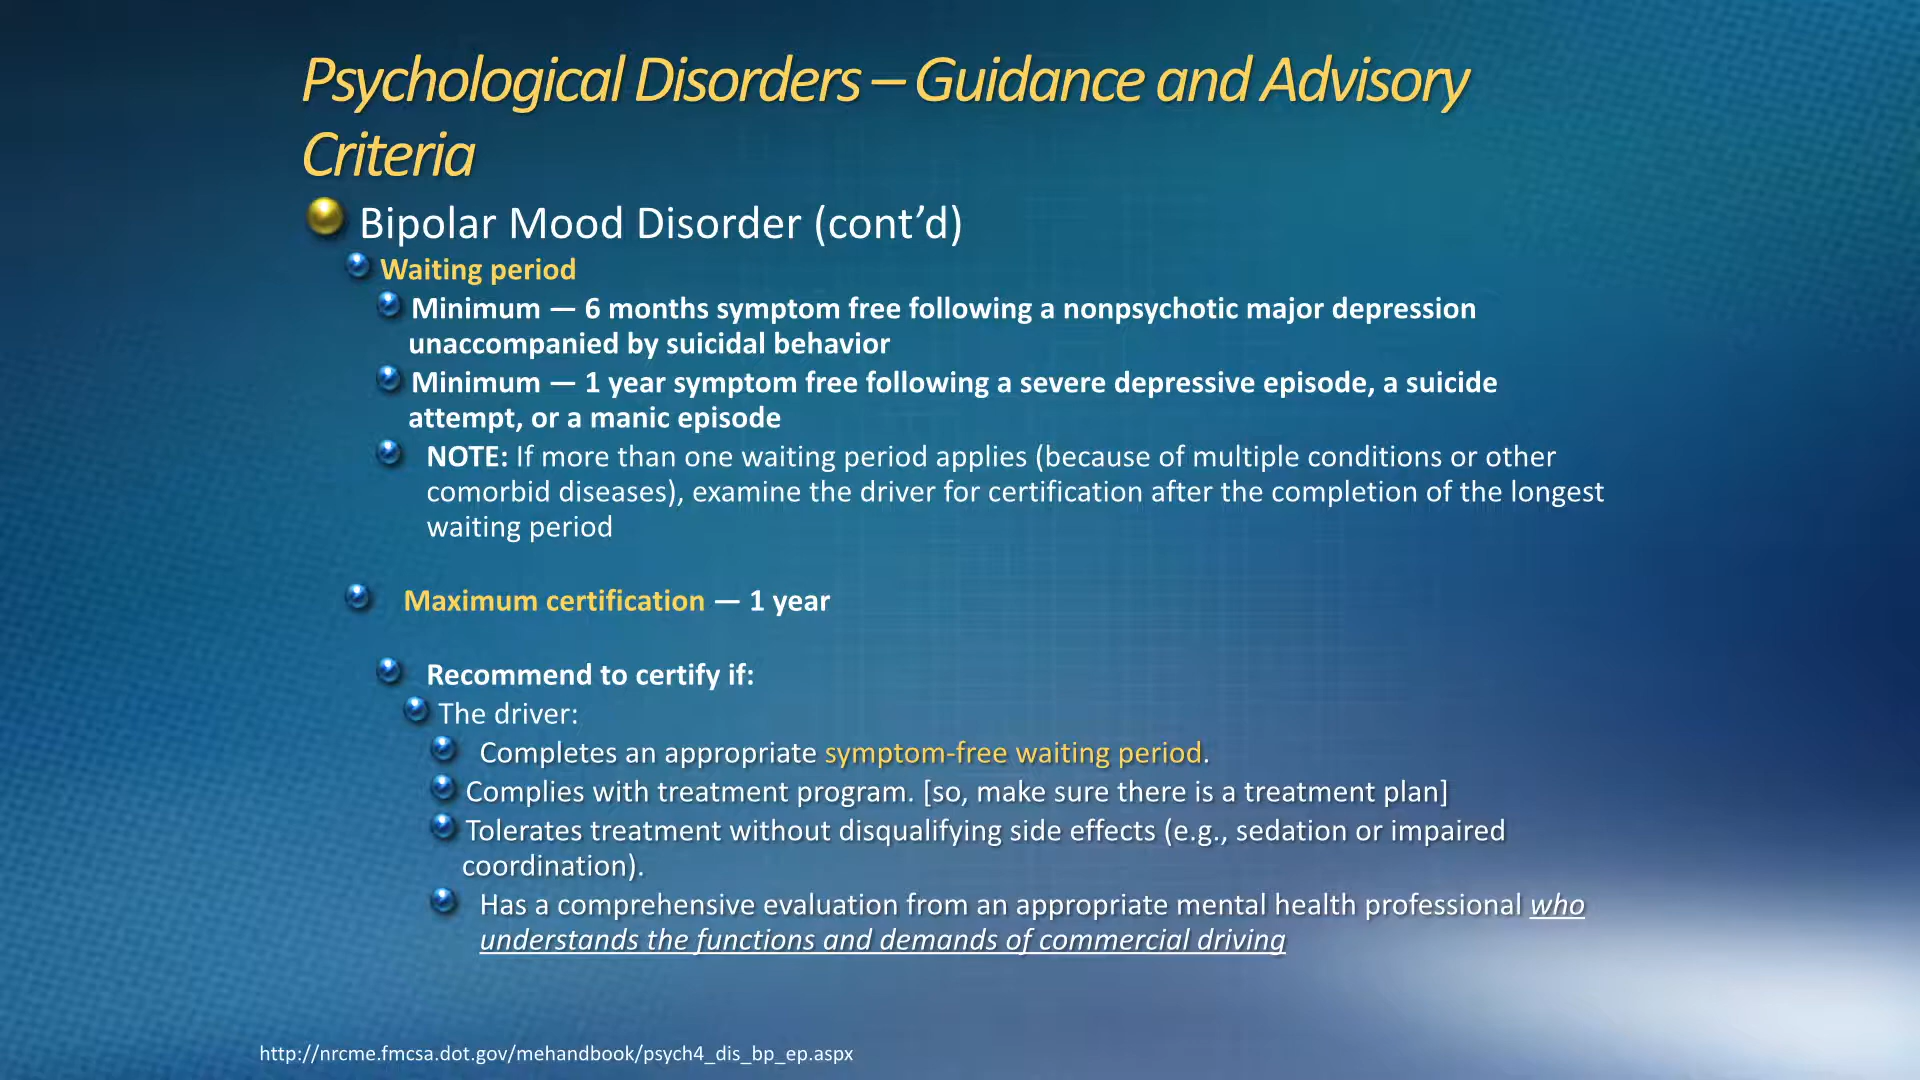 Psychological Disorders – Guidance and Advisory
Criteria
Bipolar Mood Disorder (cont’d)
Waiting period
Minimum — 6 months symptom free following a nonpsychotic major depression
unaccompanied by suicidal behavior
Minimum — 1 year symptom free following a severe depressive episode, a suicide
attempt, or a manic episode
NOTE: If more than one waiting period applies (because of multiple conditions or other
comorbid diseases), examine the driver for certification after the completion of the longest
waiting period
Maximum certification — 1 year
Recommend to certify if:
The driver:
Completes an appropriate symptom-free waiting period.
Complies with treatment program. [so, make sure there is a treatment plan]
Tolerates treatment without disqualifying side effects (e.g., sedation or impaired
coordination).
Has a comprehensive evaluation from an appropriate mental health professional who
understands the functions and demands of commercial driving
http://nrcme.fmcsa.dot.gov/mehandbook/psych4_dis_bp_ep.aspx